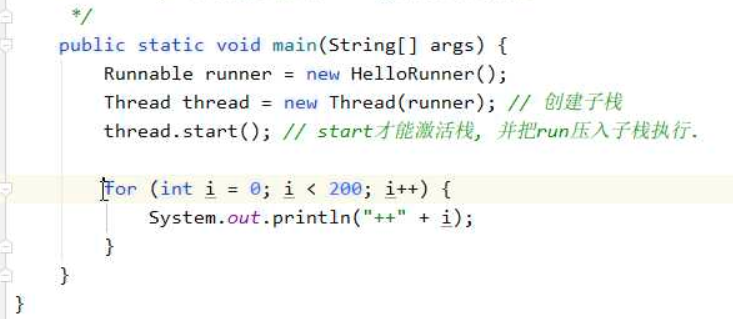 */
public static void main(String[] args) {
Runnable runner = new HelloRunner();
Thread thread = new Thread(runner); // 创建子栈
thread.start(); // start才能激活栈, 并把run压入子栈执行.
for (int i = 0; i < 200; i++) {
System.out.println("++" + i);
}
}
}